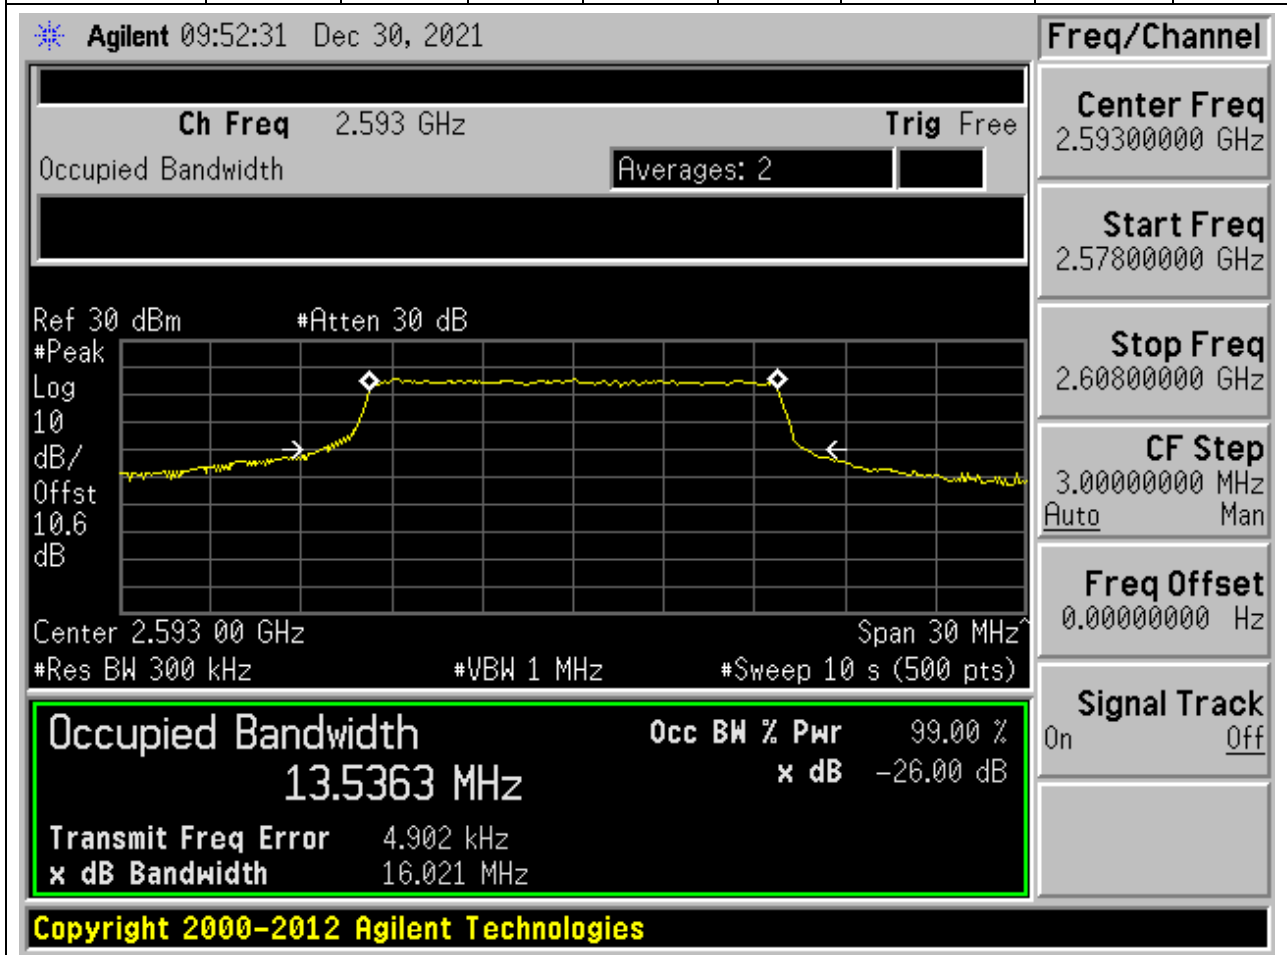 Agilent 09:52:31 Dec 30, 2021
Freq/Channel
Ch Freq 2.593 GHz Trig Free
Occupied Bandwidth Averages: 2
Center Freq
2.59300000 GHz
Start Freq
2.57800000 GHz
Stop Freq
2.60800000 GHz
CF Step
3.00000000 MHz
Auto Man
Freq Offset
0.00000000 Hz
Signal Track
On Off
Ref 30 dBm #Atten 30 dB
#Peak
Log
10
dB/
Offst
10.6
dB
Center 2.593 00 GHz Span 30 MHz^
#Res BW 300 kHz #VBW 1 MHz #Sweep 10 s (500 pts)
Occupied Bandwidth Occ BW % Pwr 99.00 %
13.5363 MHz x dB -26.00 dB
Transmit Freq Error 4.902 kHz
x dB Bandwidth 16.021 MHz
Copyright 2000-2012 Agilent Technologies